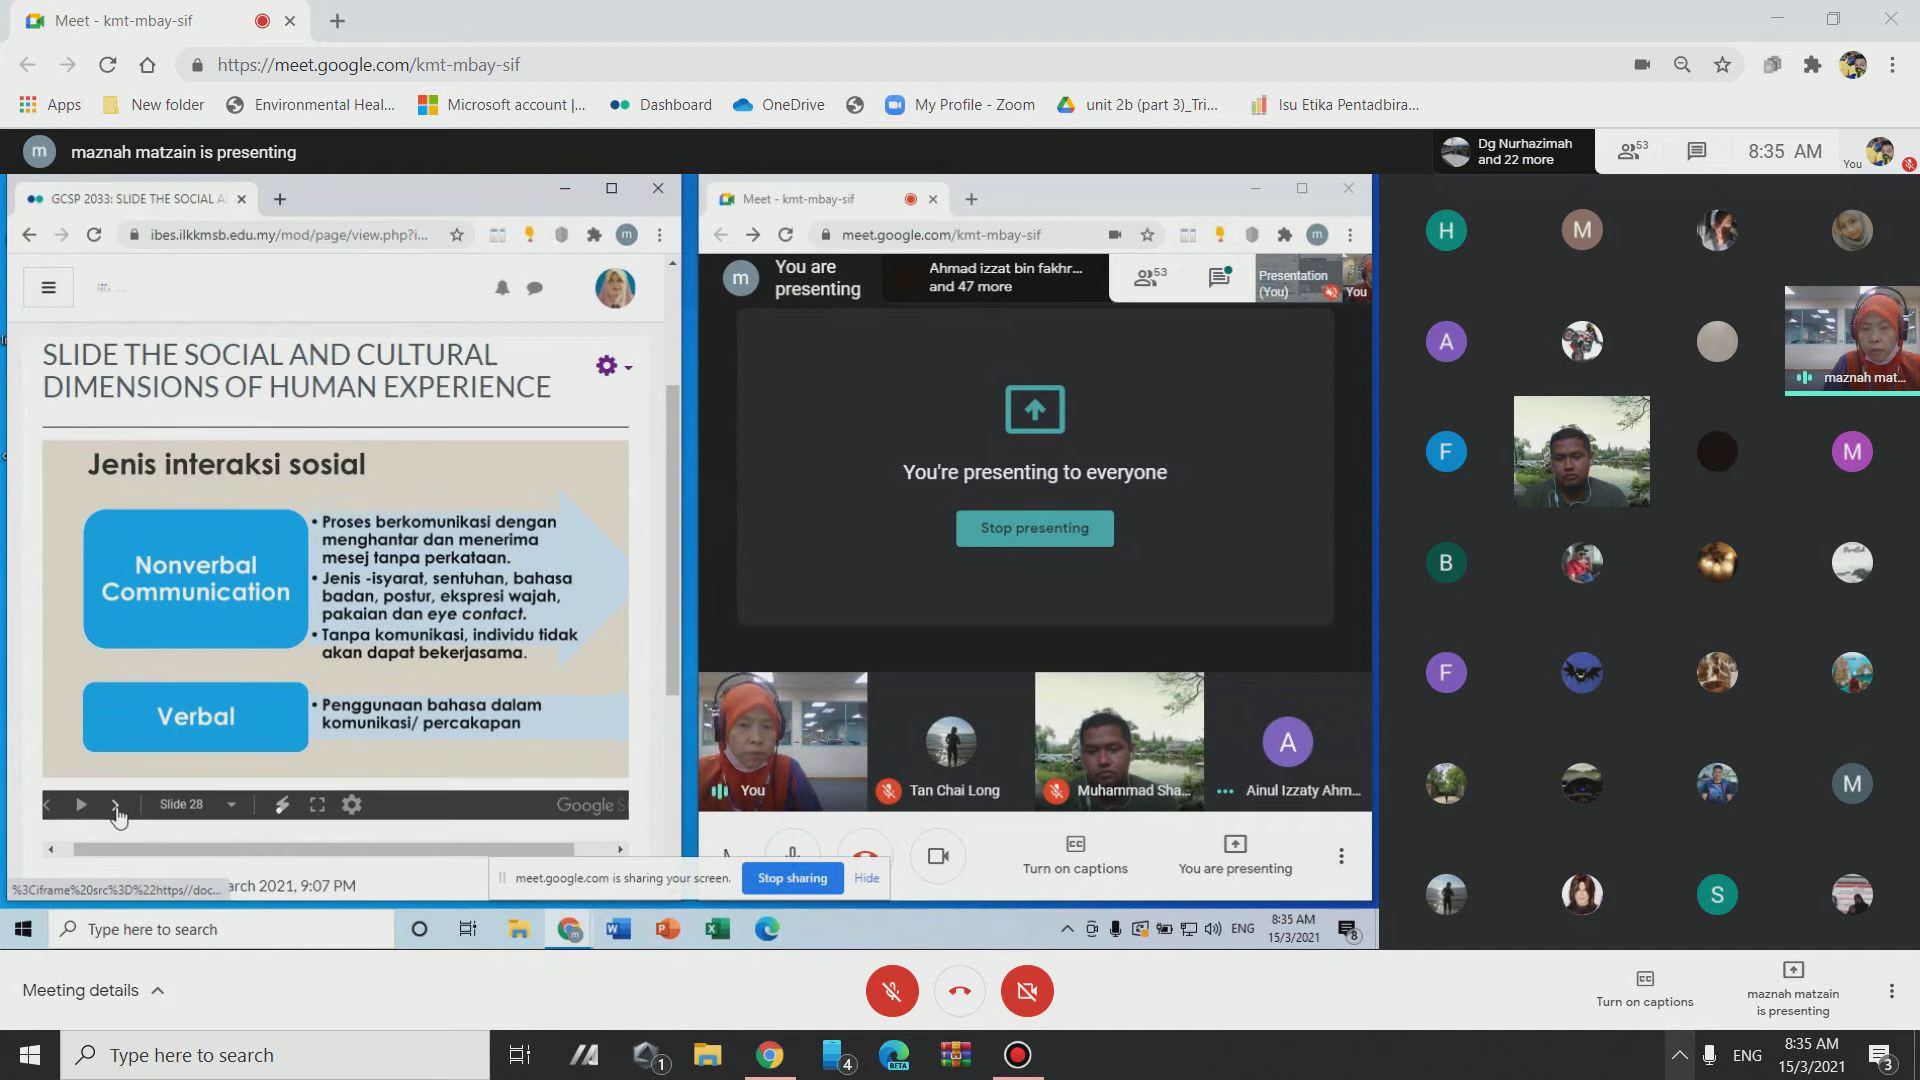 Meet - kmt-mbay-sif
https://meet.google.com/kmt-mbay-sif
Apps New folder Environmental Heal... Microsoft account |... Dashboard OneDrive My Profile - Zoom unit 2b (part 3)_Tri... Isu Etika Pentadbira...
m maznah matzain is presenting
Dg Nurhazimah
and 22 more
53
8:35 AM
You
GCSP 2033: SLIDE THE SOCIAL A
ibes.ilkkmsb.edu.my/mod/page/view.php?i...
m
SLIDE THE SOCIAL AND CULTURAL
DIMENSIONS OF HUMAN EXPERIENCE
Jenis interaksi sosial
Nonverbal
Communication
• Proses berkomunikasi dengan
menghantar dan menerima
mesej tanpa perkataan.
• Jenis -isyarat, sentuhan, bahasa
badan, postur, ekspresi wajah,
pakaian dan eye contact.
• Tanpa komunikasi, individu tidak
akan dapat bekerjasama.
Verbal
• Penggunaan bahasa dalam
komunikasi/ percakapan
Slide 28
Google S
%3Ciframe%20src%3D%22https//doc...
arch 2021, 9:07 PM
Meet - kmt-mbay-sif
meet.google.com/kmt-mbay-sif
m
m
You are
presenting
Ahmad izzat bin fakhr...
and 47 more
53
Presentation
(You)
You
You're presenting to everyone
Stop presenting
You
Tan Chai Long
Muhammad Sha...
A
Ainul Izzaty Ahm...
Turn on captions
You are presenting
meet.google.com is sharing your screen.
Stop sharing
Hide
Type here to search
ENG
8:35 AM
15/3/2021
8
H
M
A
maznah mat...
F
M
B
F
M
S
Meeting details
Turn on captions
maznah matzain
is presenting
Type here to search
1
4
BETA
ENG
8:35 AM
15/3/2021
3